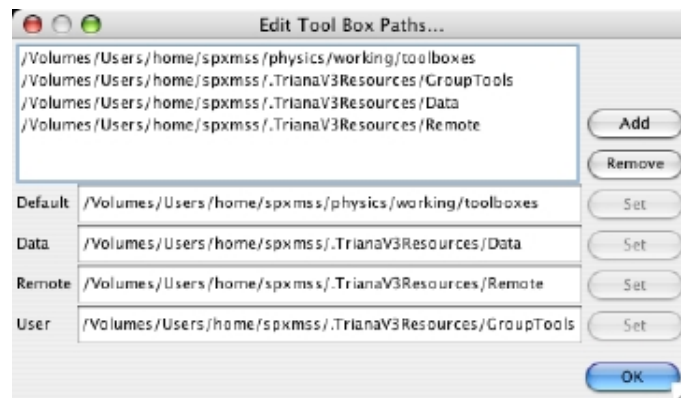 Edit Tool Box Paths...
/Volumes/Users/home/spxmss/physics/working/toolboxes
/Volumes/Users/home/spxmss/.TrianaV3Resources/GroupTools
/Volumes/Users/home/spxmss/.TrianaV3Resources/Data
/Volumes/Users/home/spxmss/.TrianaV3Resources/Remote
Add
Remove
Default /Volumes/Users/home/spxmss/physics/working/toolboxes Set
Data /Volumes/Users/home/spxmss/.TrianaV3Resources/Data Set
Remote /Volumes/Users/home/spxmss/.TrianaV3Resources/Remote Set
User /Volumes/Users/home/spxmss/.TrianaV3Resources/GroupTools Set
OK